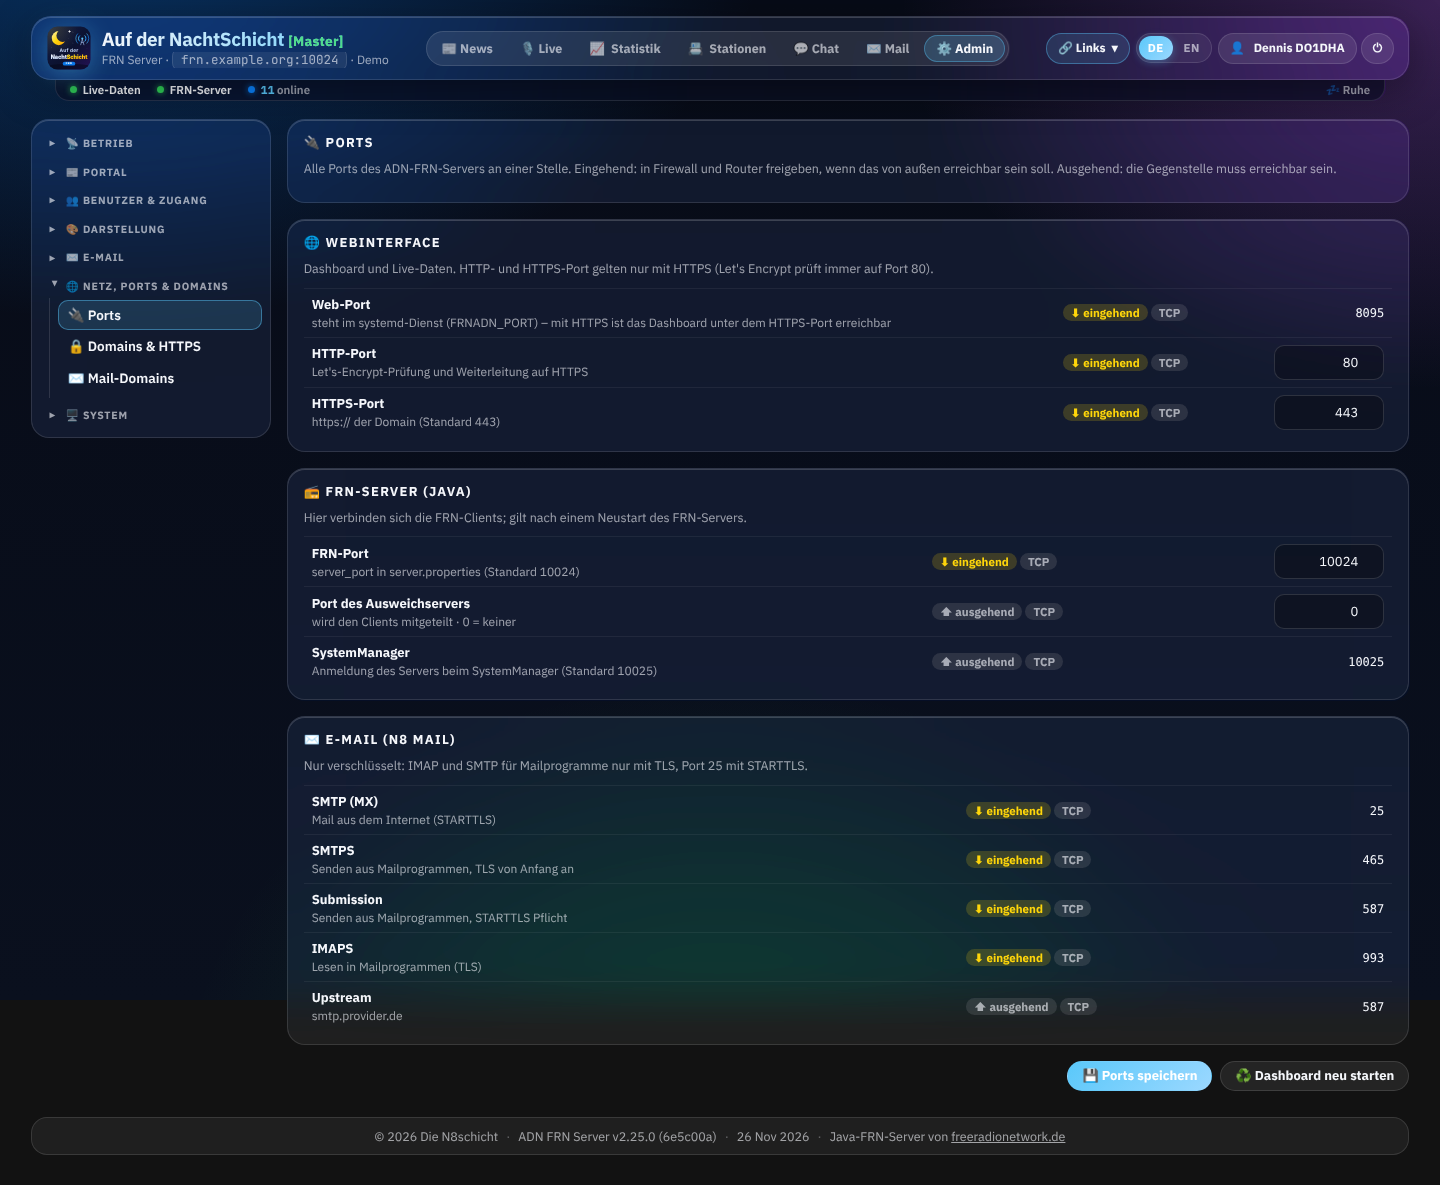 Auf der NachtSchicht [Master]
FRN Server · frn.example.org:10024 · Demo
Auf der
NachtSchicht
News
Live
Statistik
Stationen
Chat
Mail
Admin
Links ▾
DE
EN
Dennis DO1DHA
Live-Daten
FRN-Server
11 online
Ruhe
BETRIEB
PORTAL
BENUTZER & ZUGANG
DARSTELLUNG
E-MAIL
NETZ, PORTS & DOMAINS
Ports
Domains & HTTPS
Mail-Domains
SYSTEM
PORTS
Alle Ports des ADN-FRN-Servers an einer Stelle. Eingehend: in Firewall und Router freigeben, wenn das von außen erreichbar sein soll. Ausgehend: die Gegenstelle muss erreichbar sein.
WEBINTERFACE
Dashboard und Live-Daten. HTTP- und HTTPS-Port gelten nur mit HTTPS (Let's Encrypt prüft immer auf Port 80).
Web-Port
steht im systemd-Dienst (FRNADN_PORT) – mit HTTPS ist das Dashboard unter dem HTTPS-Port erreichbar
⬇ eingehend TCP 8095
HTTP-Port
Let's-Encrypt-Prüfung und Weiterleitung auf HTTPS
⬇ eingehend TCP 80
HTTPS-Port
https:// der Domain (Standard 443)
⬇ eingehend TCP 443
FRN-SERVER (JAVA)
Hier verbinden sich die FRN-Clients; gilt nach einem Neustart des FRN-Servers.
FRN-Port
server_port in server.properties (Standard 10024)
⬇ eingehend TCP 10024
Port des Ausweichservers
wird den Clients mitgeteilt · 0 = keiner
⬆ ausgehend TCP 0
SystemManager
Anmeldung des Servers beim SystemManager (Standard 10025)
⬆ ausgehend TCP 10025
E-MAIL (N8 MAIL)
Nur verschlüsselt: IMAP und SMTP für Mailprogramme nur mit TLS, Port 25 mit STARTTLS.
SMTP (MX)
Mail aus dem Internet (STARTTLS)
⬇ eingehend TCP 25
SMTPS
Senden aus Mailprogrammen, TLS von Anfang an
⬇ eingehend TCP 465
Submission
Senden aus Mailprogrammen, STARTTLS Pflicht
⬇ eingehend TCP 587
IMAPS
Lesen in Mailprogrammen (TLS)
⬇ eingehend TCP 993
Upstream
smtp.provider.de
⬆ ausgehend TCP 587
Ports speichern
Dashboard neu starten
© 2026 Die N8schicht · ADN FRN Server v2.25.0 (6e5c00a) · 26 Nov 2026 · Java-FRN-Server von freeradionetwork.de